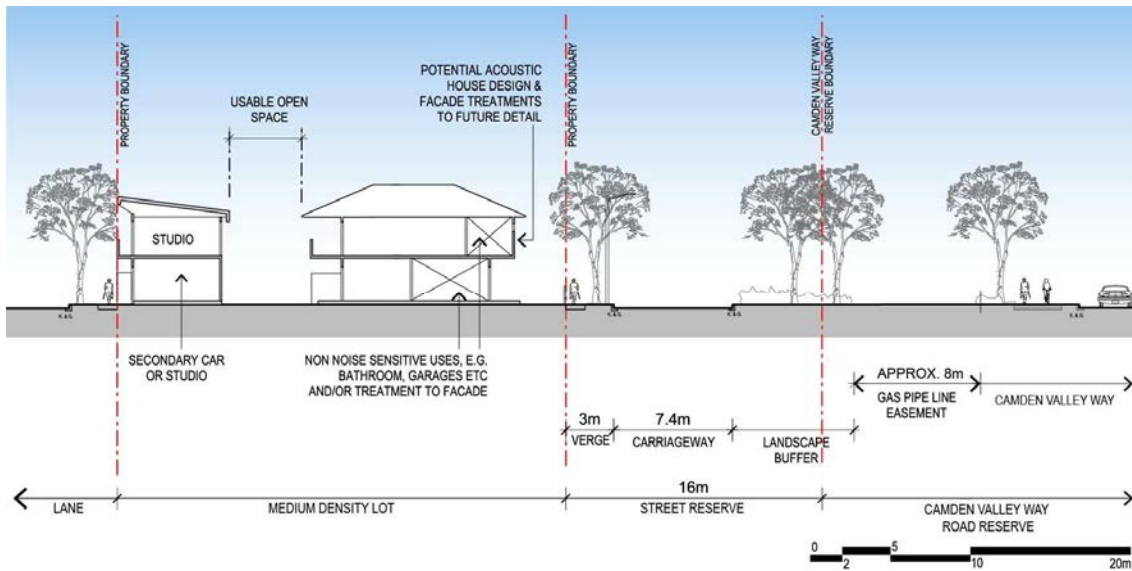 PROPERTY BOUNDARY
USABLE OPEN
SPACE
POTENTIAL ACOUSTIC
HOUSE DESIGN &
FACADE TREATMENTS
TO FUTURE DETAIL
PROPERTY BOUNDARY
CAMDEN VALLEY WAY
RESERVE BOUNDARY
STUDIO
K.&G.
K.&G.
K.&G.
K.&G.
SECONDARY CAR
OR STUDIO
NON NOISE SENSITIVE USES, E.G.
BATHROOM, GARAGES ETC
AND/OR TREATMENT TO FACADE
APPROX. 8m
GAS PIPE LINE
EASEMENT
CAMDEN VALLEY WAY
3m
VERGE
7.4m
CARRIAGEWAY
LANDSCAPE
BUFFER
LANE
MEDIUM DENSITY LOT
16m
STREET RESERVE
CAMDEN VALLEY WAY
ROAD RESERVE
0
5
2
10
20m